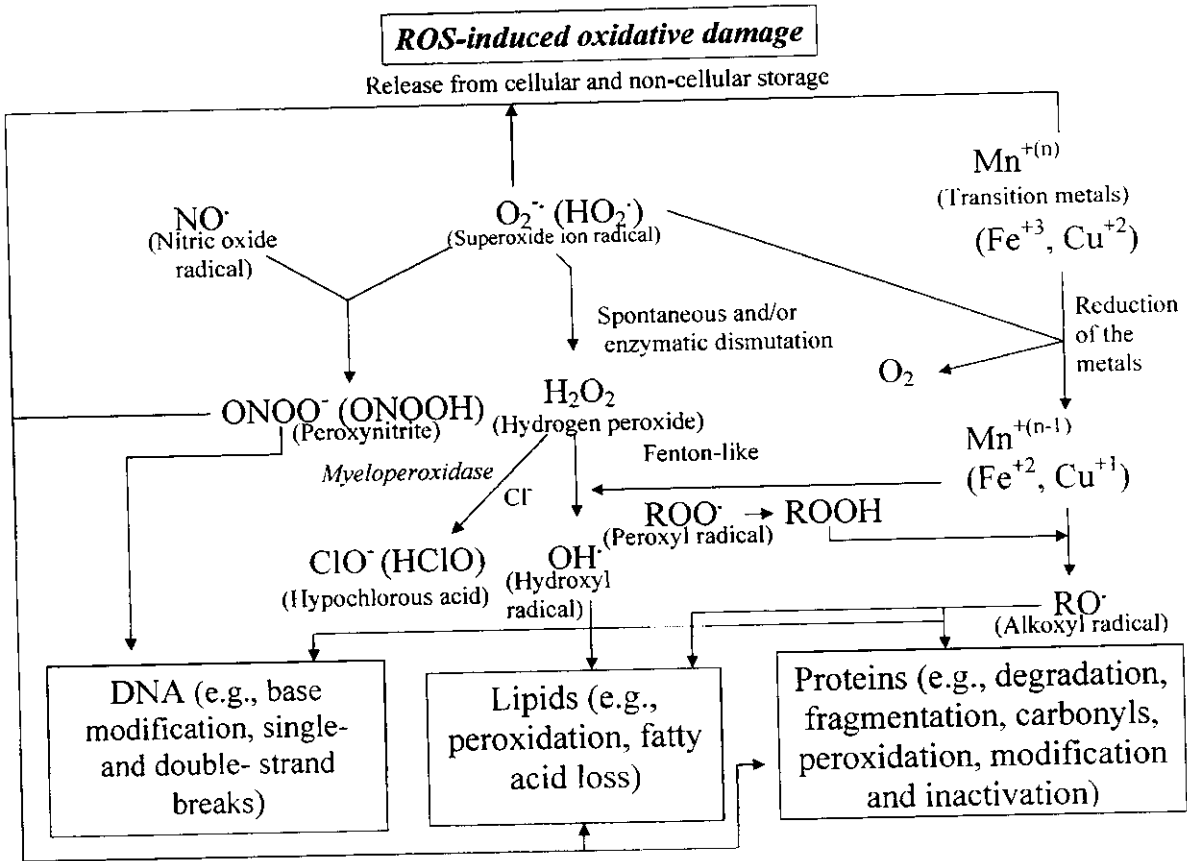 ROS-induced oxidative damage
Release from cellular and non-cellular storage
Mn⁺⁽ⁿ⁾
(Transition metals)
(Fe⁺³, Cu⁺²)
NO·
(Nitric oxide
radical)
O₂⁻· (HO₂·)
(Superoxide ion radical)
Spontaneous and/or
enzymatic dismutation
Reduction
of the
metals
O₂
ONOO⁻ (ONOOH)
(Peroxynitrite)
H₂O₂
(Hydrogen peroxide)
Mn⁺⁽ⁿ⁻¹⁾
(Fe⁺², Cu⁺¹)
Myeloperoxidase
Cl⁻
Fenton-like
ROO·
(Peroxyl radical)
ROOH
ClO⁻ (HClO)
(Hypochlorous acid)
OH·
(Hydroxyl
radical)
RO·
(Alkoxyl radical)
DNA (e.g., base
modification, single-
and double- strand
breaks)
Lipids (e.g.,
peroxidation, fatty
acid loss)
Proteins (e.g., degradation,
fragmentation, carbonyls,
peroxidation, modification
and inactivation)